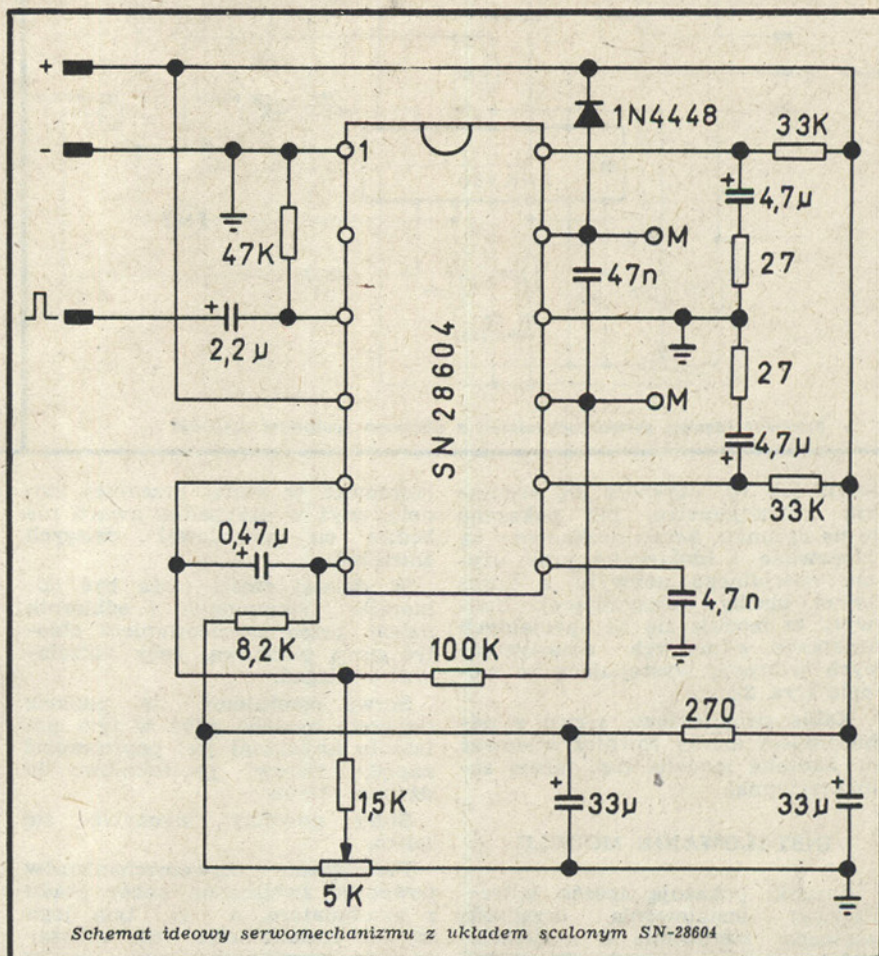 +
1N4448
33K
-
1
4,7µ
+
47K
M
47n
27
+
2,2µ
SN 28604
27
M
4,7µ
+
33K
0,47µ
+
4,7n
8,2K
100K
270
1,5K
+
33µ
+
33µ
5K
Schemat ideowy serwomechanizmu z układem scalonym SN-28604